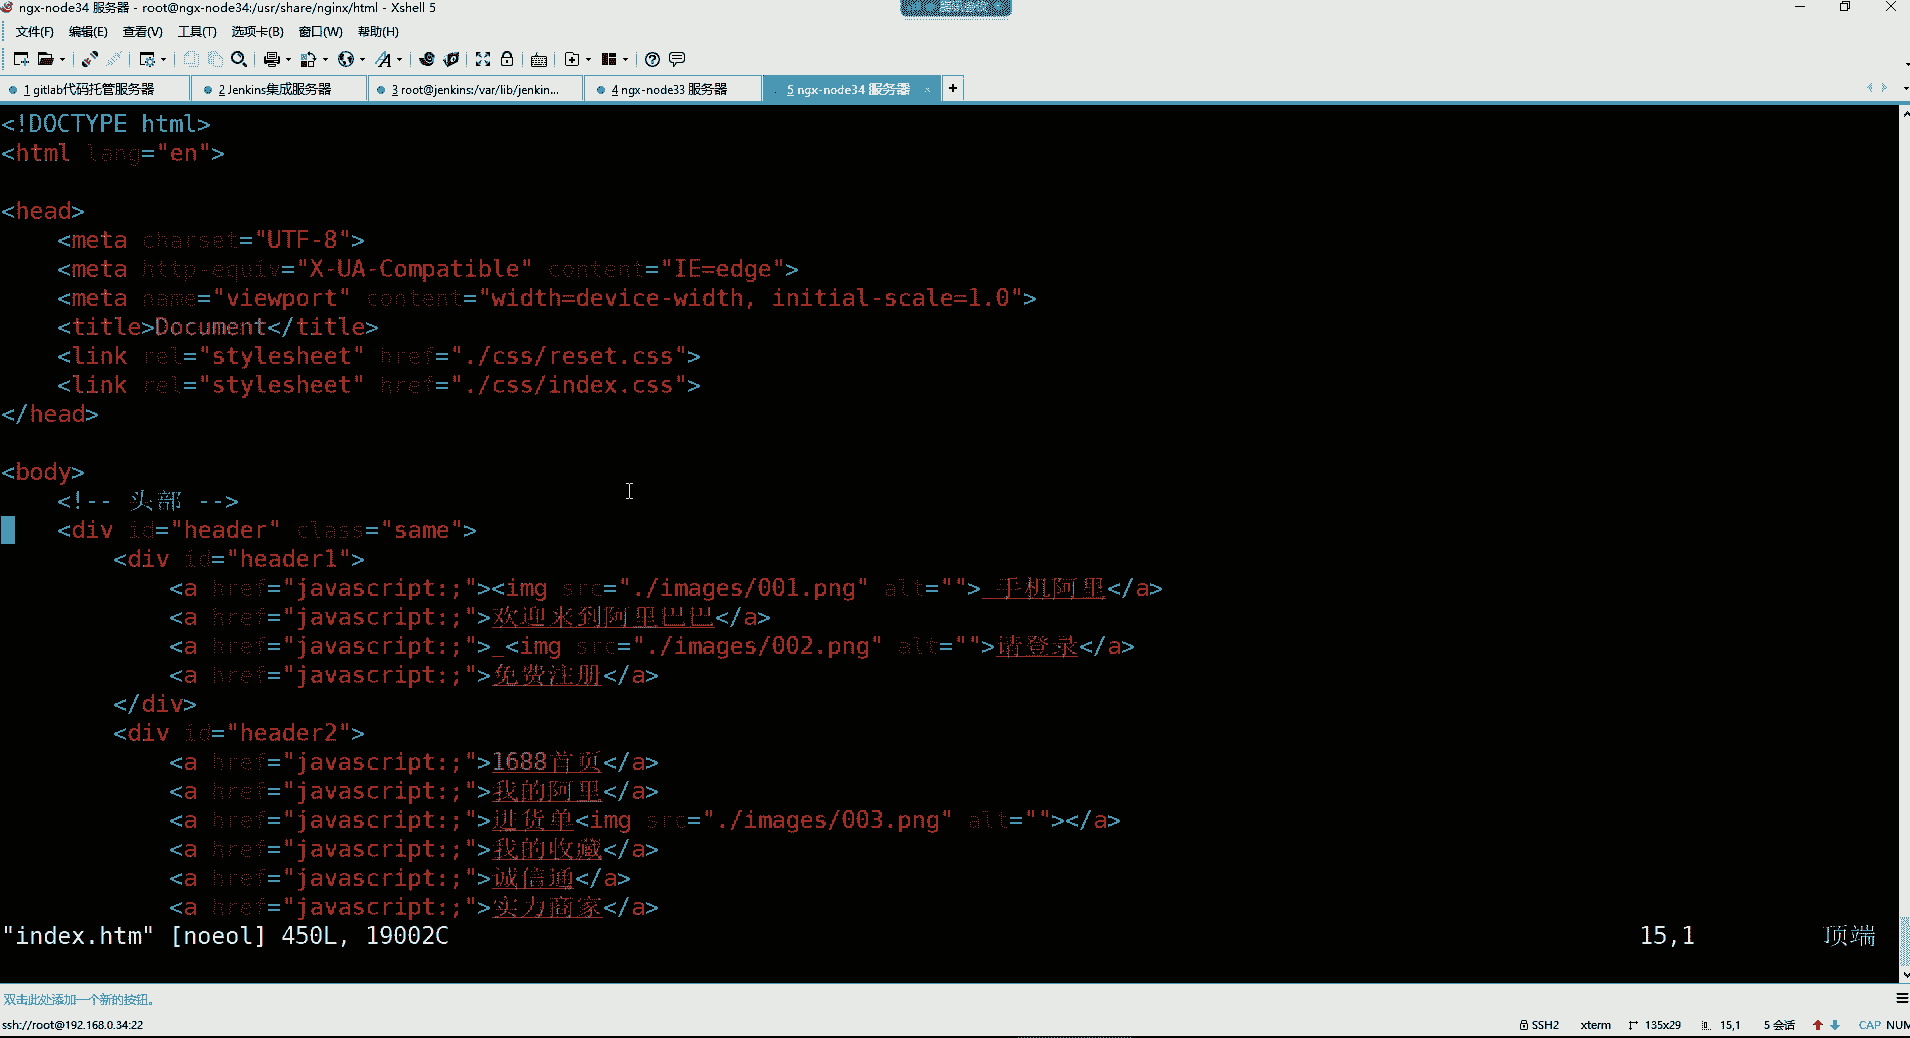 ngx-node34 服务器 - root@ngx-node34:/usr/share/nginx/html - Xshell 5
文件(F) 编辑(E) 查看(V) 工具(T) 选项卡(B) 窗口(W) 帮助(H)
1 gitlab代码托管服务器 2 Jenkins集成服务器 3 root@jenkins:/var/lib/jenkin... 4 ngx-node33 服务器 5 ngx-node34 服务器
<!DOCTYPE html>
<html lang="en">
<head>
<meta charset="UTF-8">
<meta http-equiv="X-UA-Compatible" content="IE=edge">
<meta name="viewport" content="width=device-width, initial-scale=1.0">
<title>Document</title>
<link rel="stylesheet" href="./css/reset.css">
<link rel="stylesheet" href="./css/index.css">
</head>
<body>
<!-- 头部 -->
<div id="header" class="same">
<div id="header1">
<a href="javascript:;"><img src="./images/001.png" alt=""> 手机阿里</a>
<a href="javascript:;">欢迎来到阿里巴巴</a>
<a href="javascript:;"> <img src="./images/002.png" alt="">请登录</a>
<a href="javascript:;">免费注册</a>
</div>
<div id="header2">
<a href="javascript:;">1688首页</a>
<a href="javascript:;">我的阿里</a>
<a href="javascript:;">进货单<img src="./images/003.png" alt=""></a>
<a href="javascript:;">我的收藏</a>
<a href="javascript:;">诚信通</a>
<a href="javascript:;">实力商家</a>
"index.htm" [noeol] 450L, 19002C 15,1 顶端
双击此处添加一个新的按钮。
ssh://root@192.168.0.34:22 SSH2 xterm 135x29 15,1 5 会话 CAP NUM